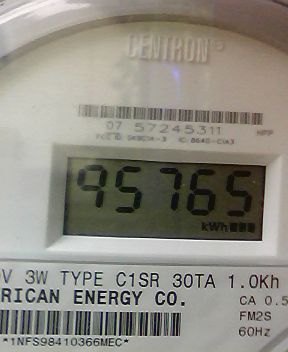 CENTRON®
07 57245311
HPP
95765
kWh
V 3W TYPE C1SR 30TA 1.0Kh
RICAN ENERGY CO.
CA 0.5
FM2S
60Hz
*1NFS98410366MEC*